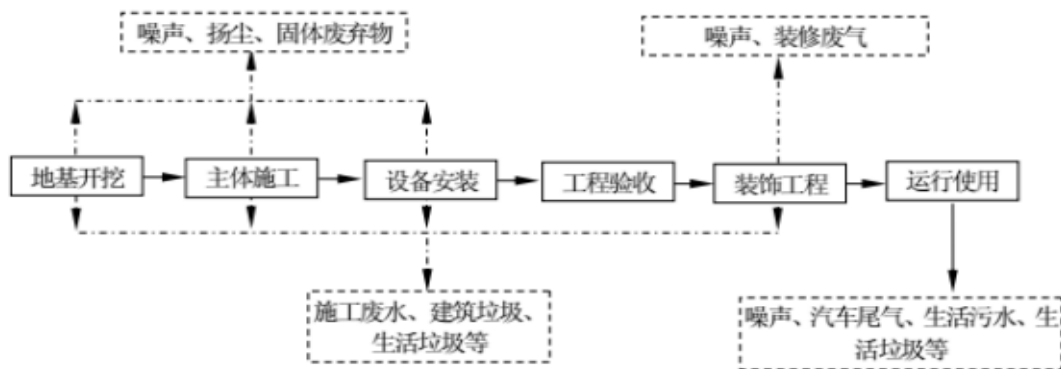 噪声、扬尘、固体废弃物
噪声、装修废气
地基开挖
主体施工
设备安装
工程验收
装饰工程
运行使用
施工废水、建筑垃圾、
生活垃圾等
噪声、汽车尾气、生活污水、生
活垃圾等